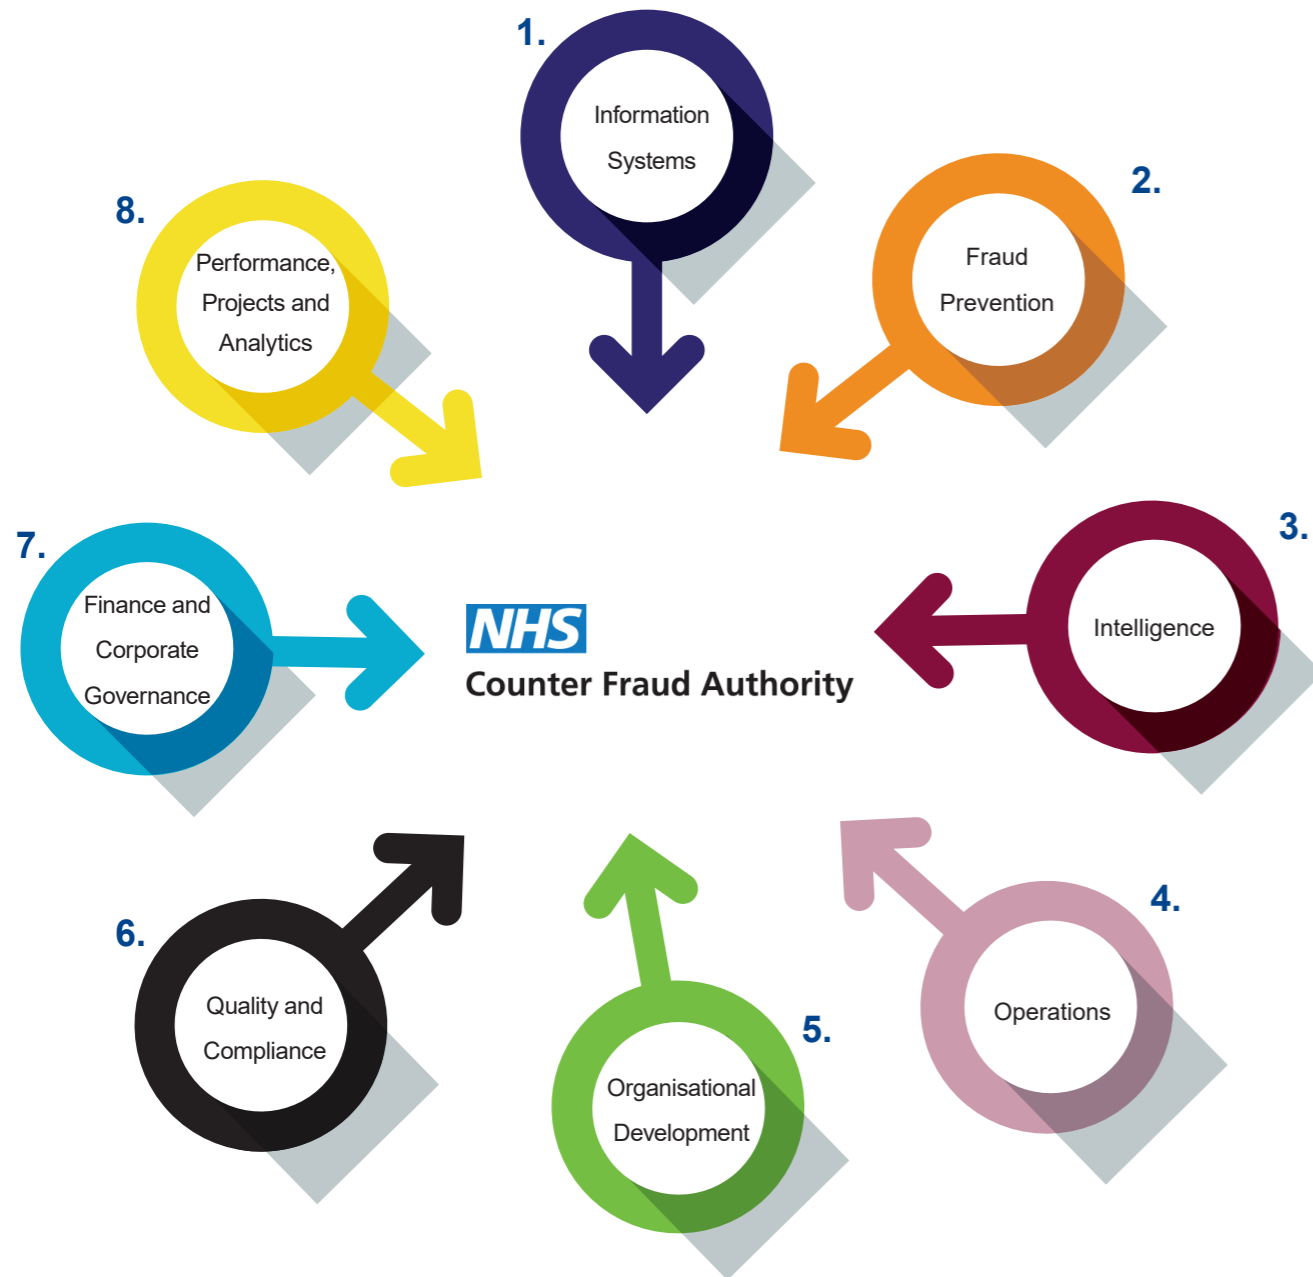 1.
Information
Systems
2.
Fraud
Prevention
3.
Intelligence
4.
Operations
5.
Organisational
Development
6.
Quality and
Compliance
7.
Finance and
Corporate
Governance
8.
Performance,
Projects and
Analytics
NHS
Counter Fraud Authority